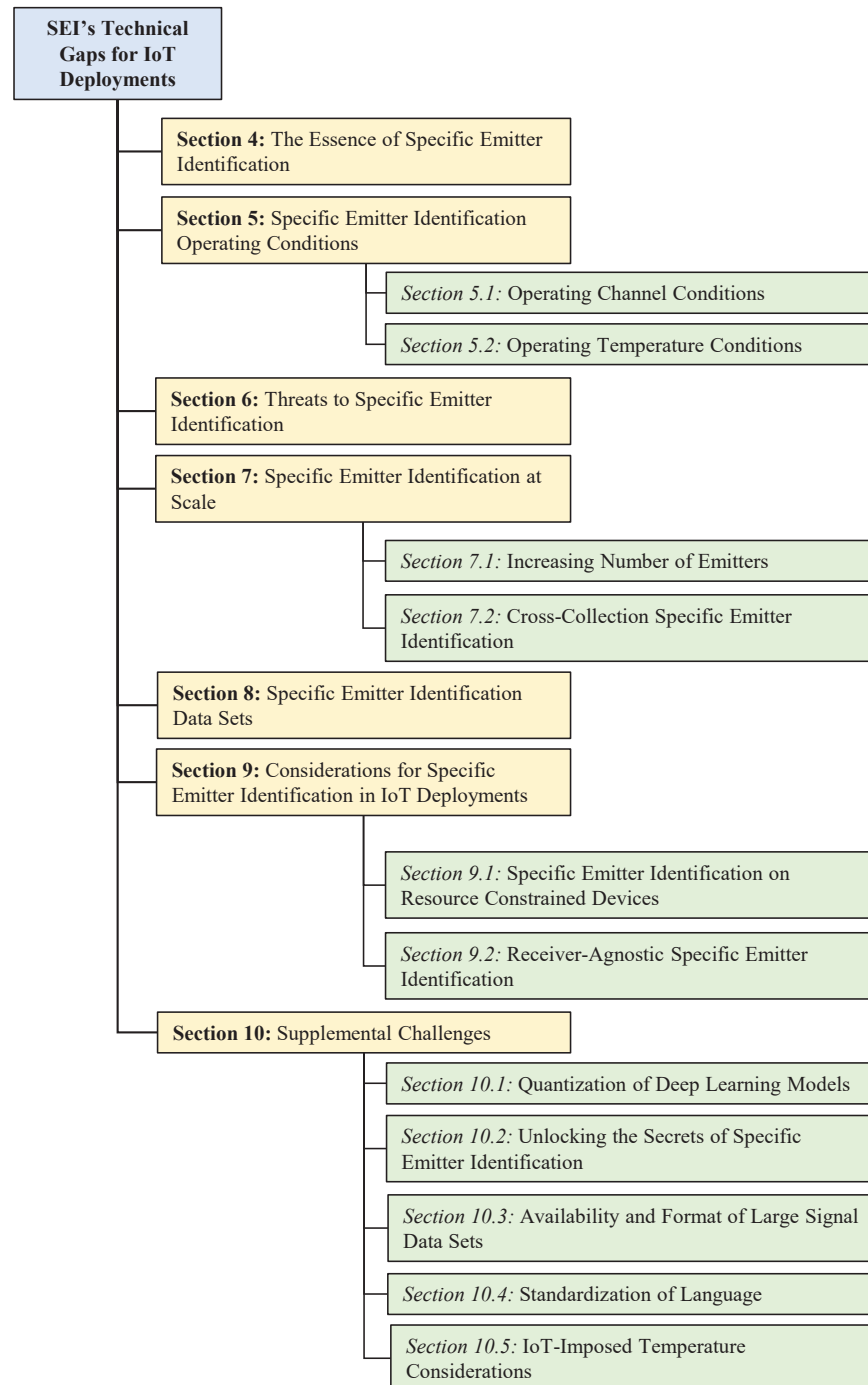 SEI's Technical
Gaps for IoT
Deployments
Section 4: The Essence of Specific Emitter
Identification
Section 5: Specific Emitter Identification
Operating Conditions
Section 5.1: Operating Channel Conditions
Section 5.2: Operating Temperature Conditions
Section 6: Threats to Specific Emitter
Identification
Section 7: Specific Emitter Identification at
Scale
Section 7.1: Increasing Number of Emitters
Section 7.2: Cross-Collection Specific Emitter
Identification
Section 8: Specific Emitter Identification
Data Sets
Section 9: Considerations for Specific
Emitter Identification in IoT Deployments
Section 9.1: Specific Emitter Identification on
Resource Constrained Devices
Section 9.2: Receiver-Agnostic Specific Emitter
Identification
Section 10: Supplemental Challenges
Section 10.1: Quantization of Deep Learning Models
Section 10.2: Unlocking the Secrets of Specific
Emitter Identification
Section 10.3: Availability and Format of Large Signal
Data Sets
Section 10.4: Standardization of Language
Section 10.5: IoT-Imposed Temperature
Considerations